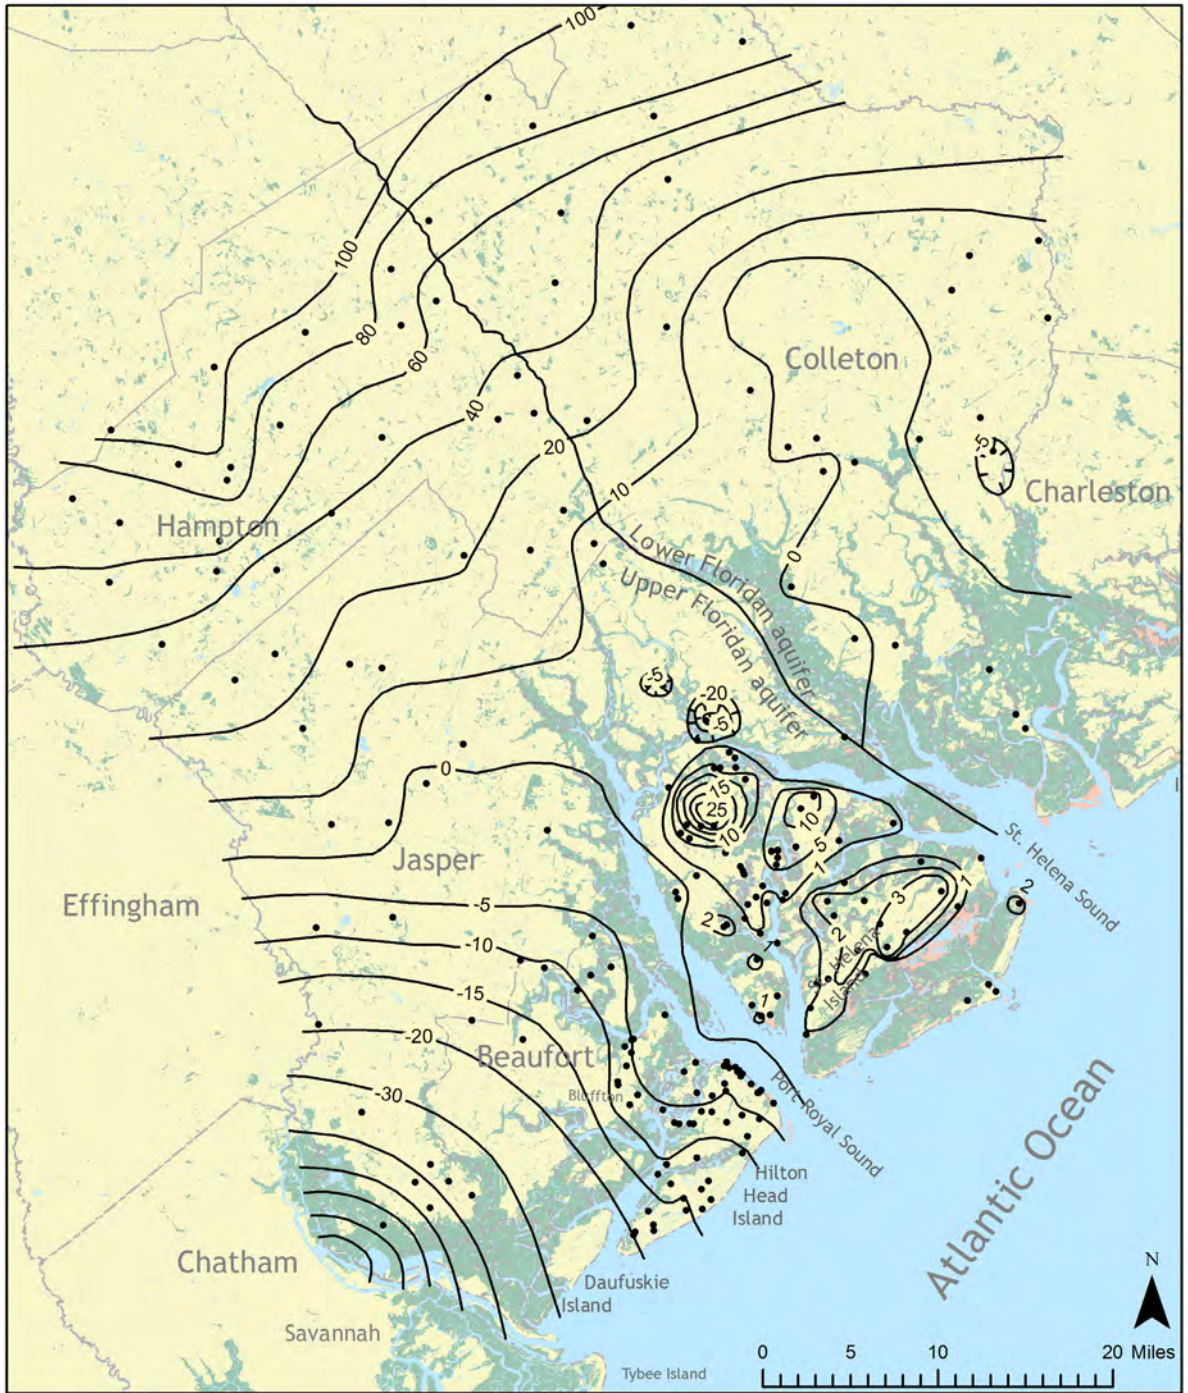 100
100
80
60
40
20
10
Colleton
-5
Charleston
Hampton
0
Lower Floridan aquifer
Upper Floridan aquifer
-5
-20
-5
0
15
25
10
10
5
1
Jasper
Effingham
-5
St. Helena Sound
3
1
2
2
2
-10
1
St. Helena
Island
-15
1
-20
Beaufort
-30
Bluffton
Port Royal Sound
Atlantic Ocean
Hilton
Head
Island
Chatham
Daufuskie
Island
Savannah
Tybee Island
N
0 5 10 20 Miles